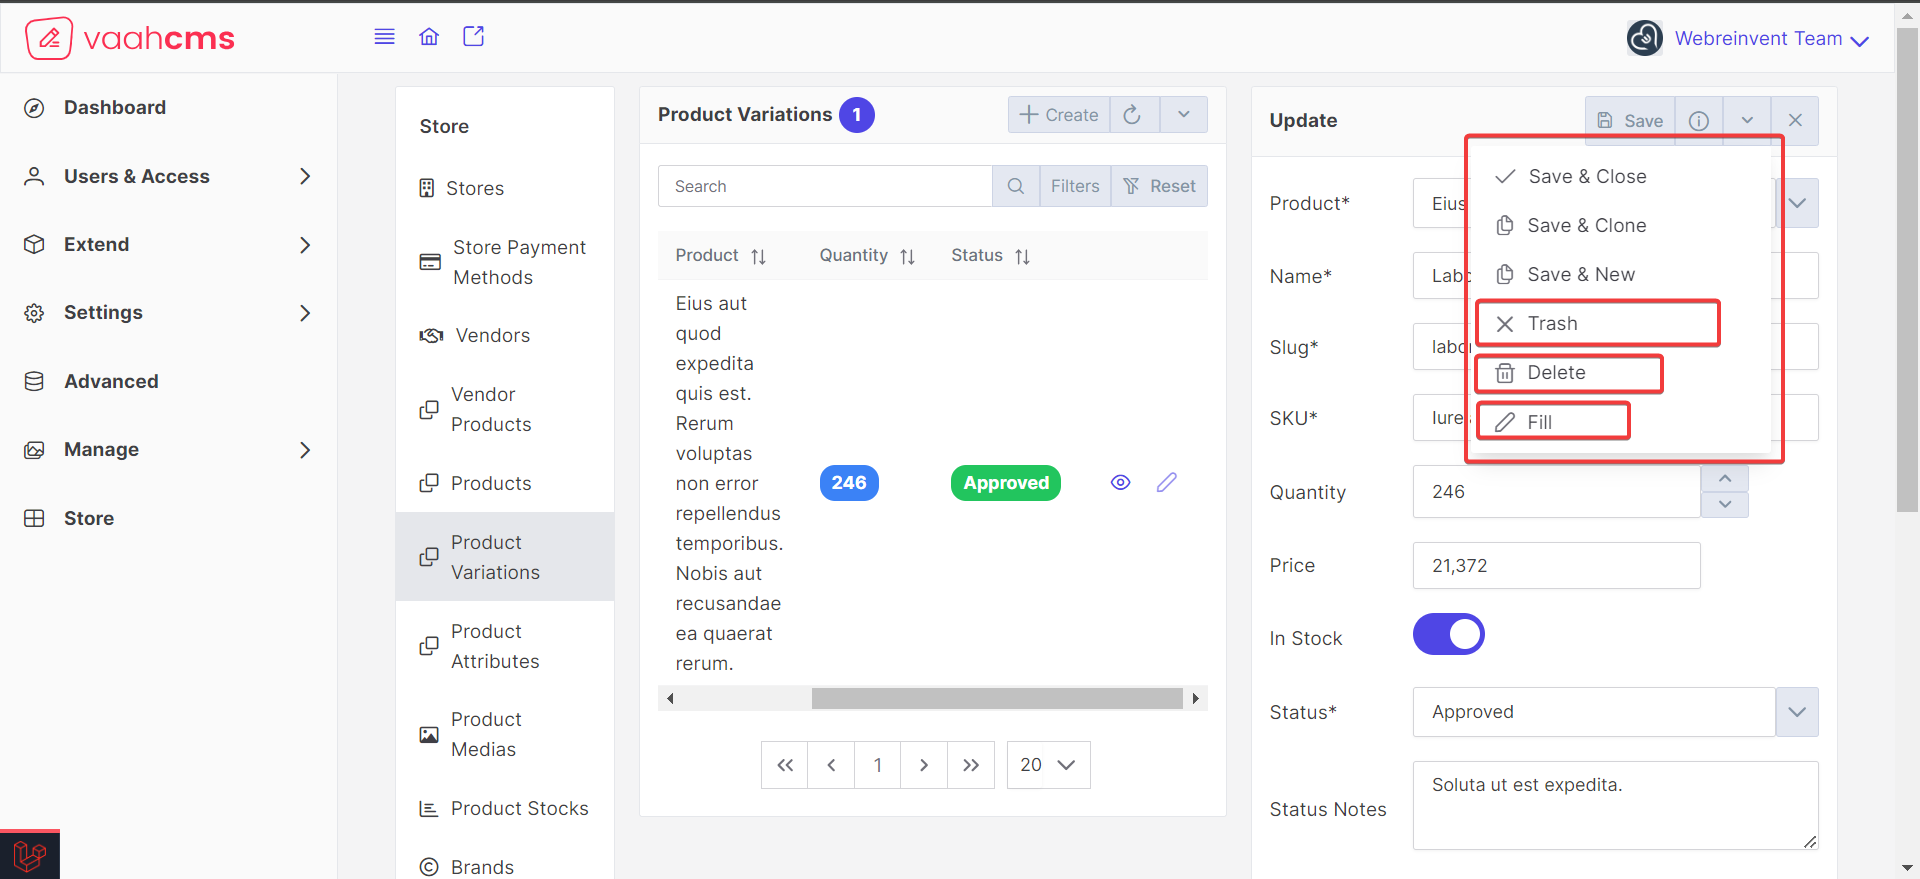 vaahcms
Webreinvent Team
Dashboard
Users & Access
Extend
Settings
Advanced
Manage
Store
Store
Stores
Store Payment
Methods
Vendors
Vendor
Products
Products
Product
Variations
Product
Attributes
Product
Medias
Product Stocks
Brands
Product Variations 1
Create
Search
Filters
Reset
Product
Quantity
Status
Eius aut
quod
expedita
quis est.
Rerum
voluptas
non error
repellendus
temporibus.
Nobis aut
recusandae
ea quaerat
rerum.
246
Approved
1
20
Update
Save
Save & Close
Save & Clone
Save & New
Trash
Delete
Fill
Product*
Eius
Name*
Lab
Slug*
labo
SKU*
Iure
Quantity
246
Price
21,372
In Stock
Status*
Approved
Status Notes
Soluta ut est expedita.